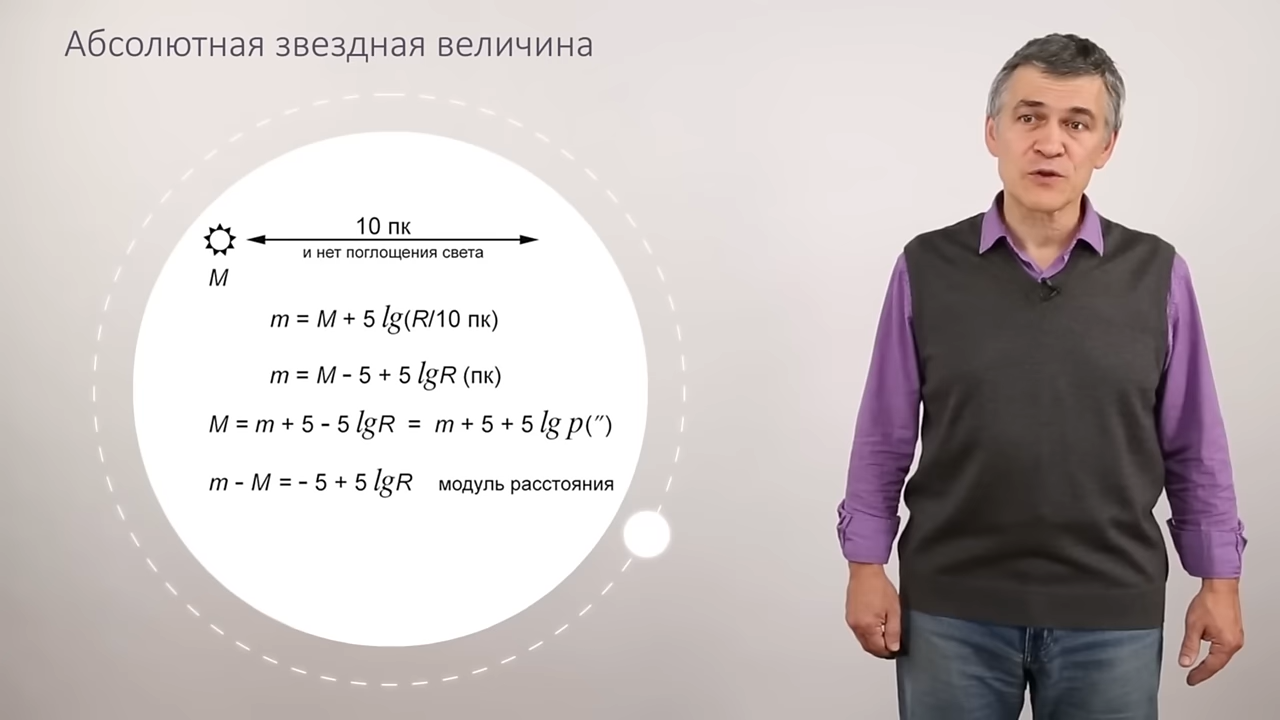 Абсолютная звездная величина
10 пк
и нет поглощения света
M
m = M + 5 lg(R/10 пк)
m = M - 5 + 5 lgR (пк)
M = m + 5 - 5 lgR = m + 5 + 5 lg p(″)
m - M = - 5 + 5 lgR модуль расстояния